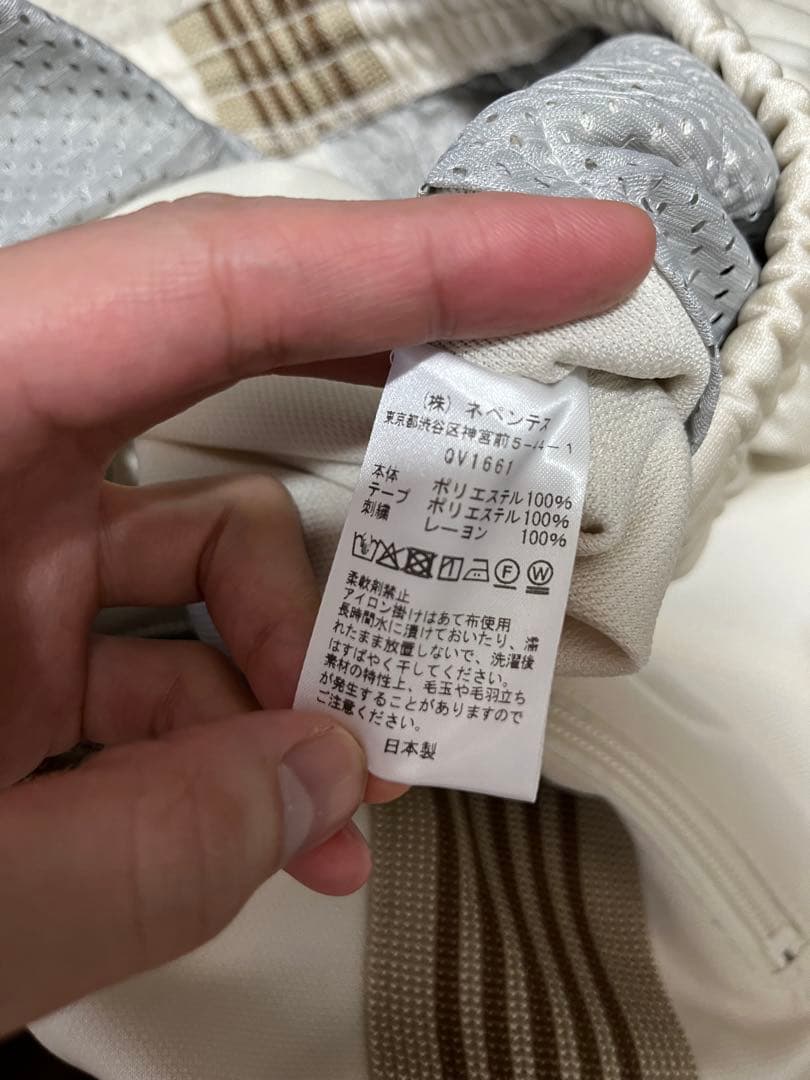 (株) ネペンテス
東京都渋谷区神宮前5-44-1
QV1661
本体 ポリエステル100%
テープ ポリエステル100%
刺繍 レーヨン 100%
F W
柔軟剤禁止
アイロン掛けはあて布使用
長時間水に漬けておいたり、濡
れたまま放置しないで、洗濯後
はすばやく干してください。
素材の特性上、毛玉や毛羽立ち
が発生することがありますので
ご注意ください。
日本製